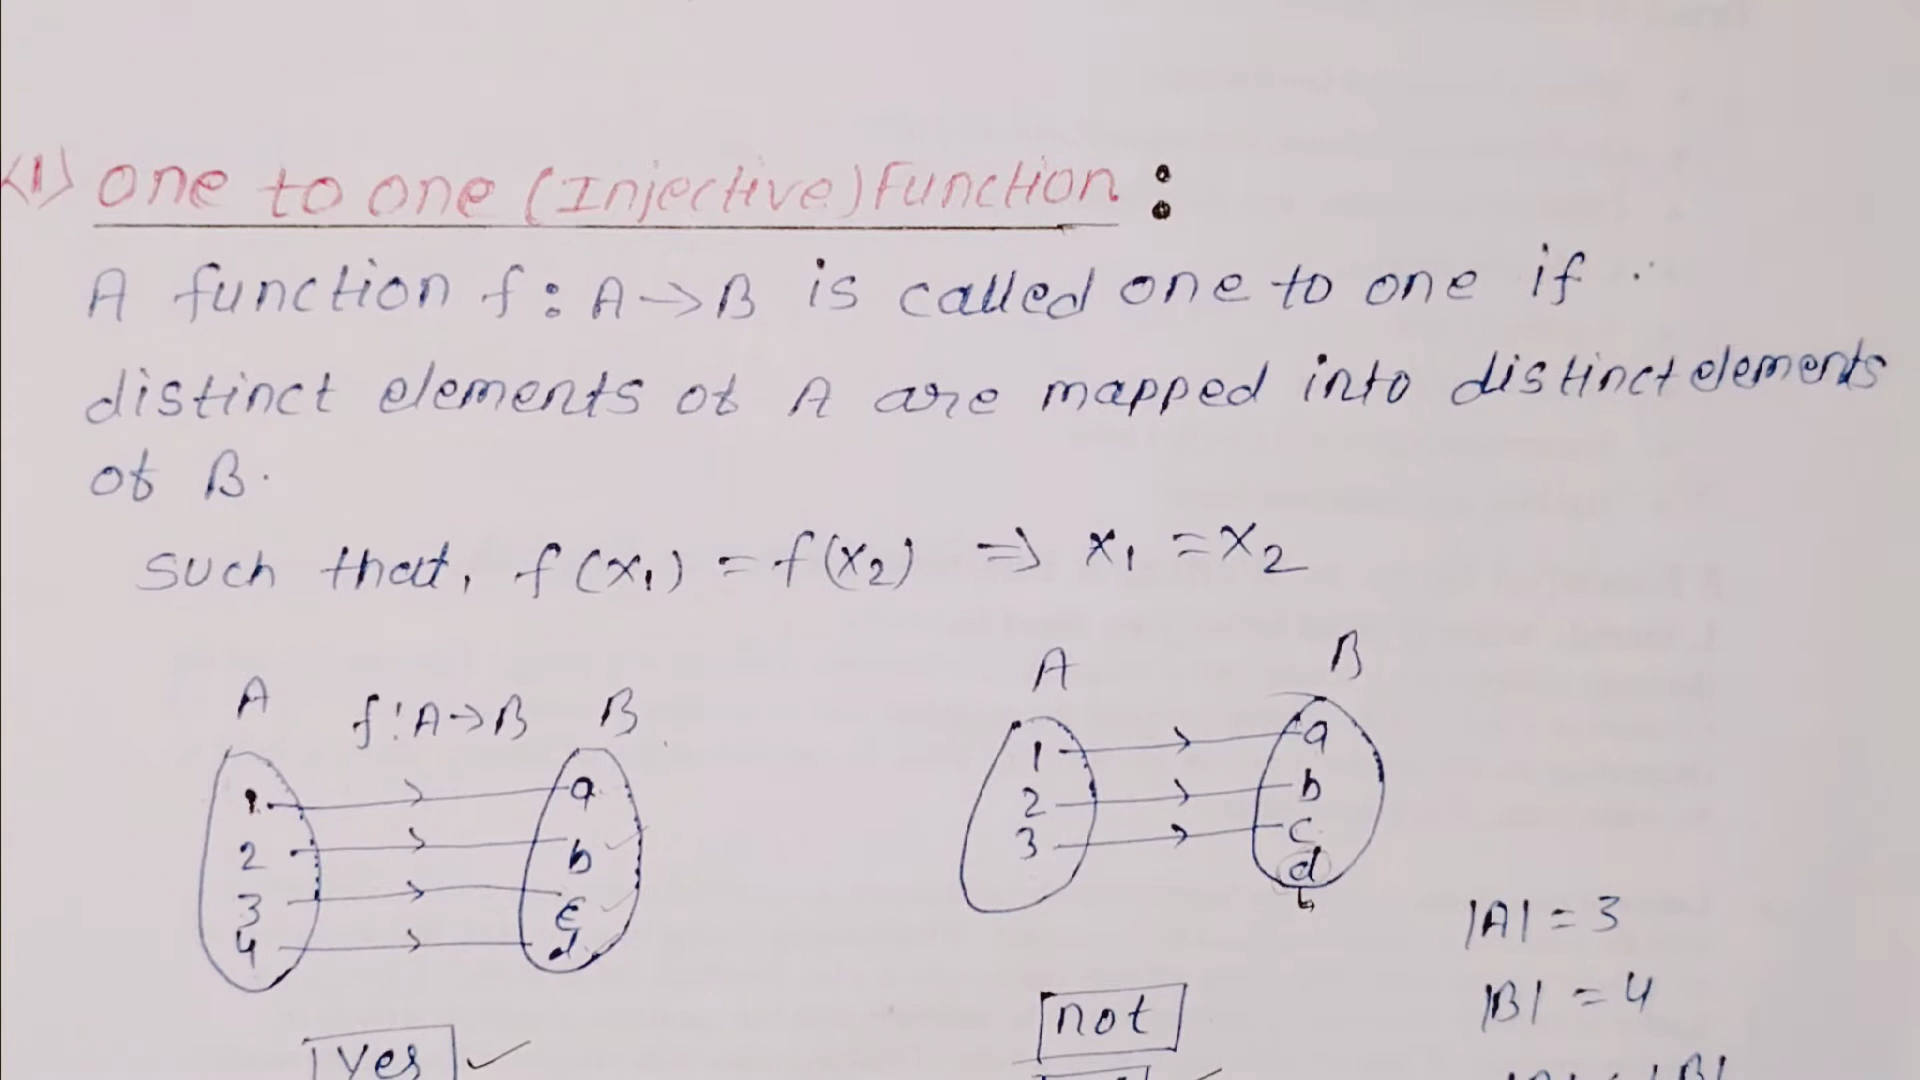 <1> one to one (Injective) Function :
A function f : A → B is called one to one if
distinct elements of A are mapped into distinct elements
of B.
such that, f(x₁) = f(x₂) ⇒ x₁ = x₂
A f : A → B B
1 a
2 b
3 c
4 d
Yes ✓
A B
1 a
2 b
3 c
d
not
|A| = 3
|B| = 4